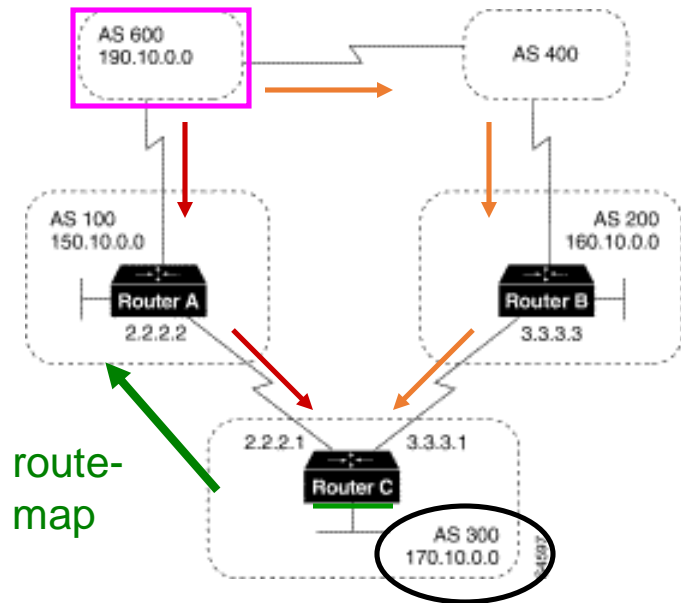 AS 600
190.10.0.0
AS 400
AS 100
150.10.0.0
AS 200
160.10.0.0
Router A
Router B
2.2.2.2
3.3.3.3
2.2.2.1
3.3.3.1
route-
map
Router C
AS 300
170.10.0.0